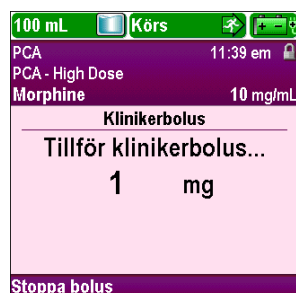 100 mL Körs
PCA 11:39 em
PCA - High Dose
Morphine 10 mg/mL
Klinikerbolus
Tillför klinikerbolus...
1 mg
Stoppa bolus